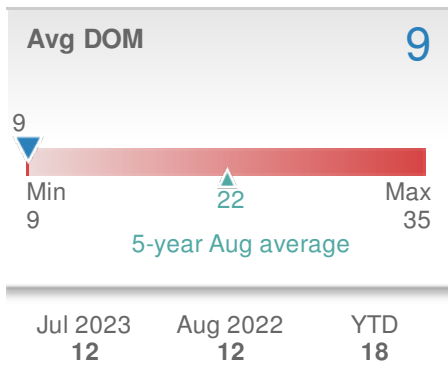 Avg DOM 9
9
Min Max
22
9 35
5-year Aug average
Jul 2023 Aug 2022 YTD
12 12 18